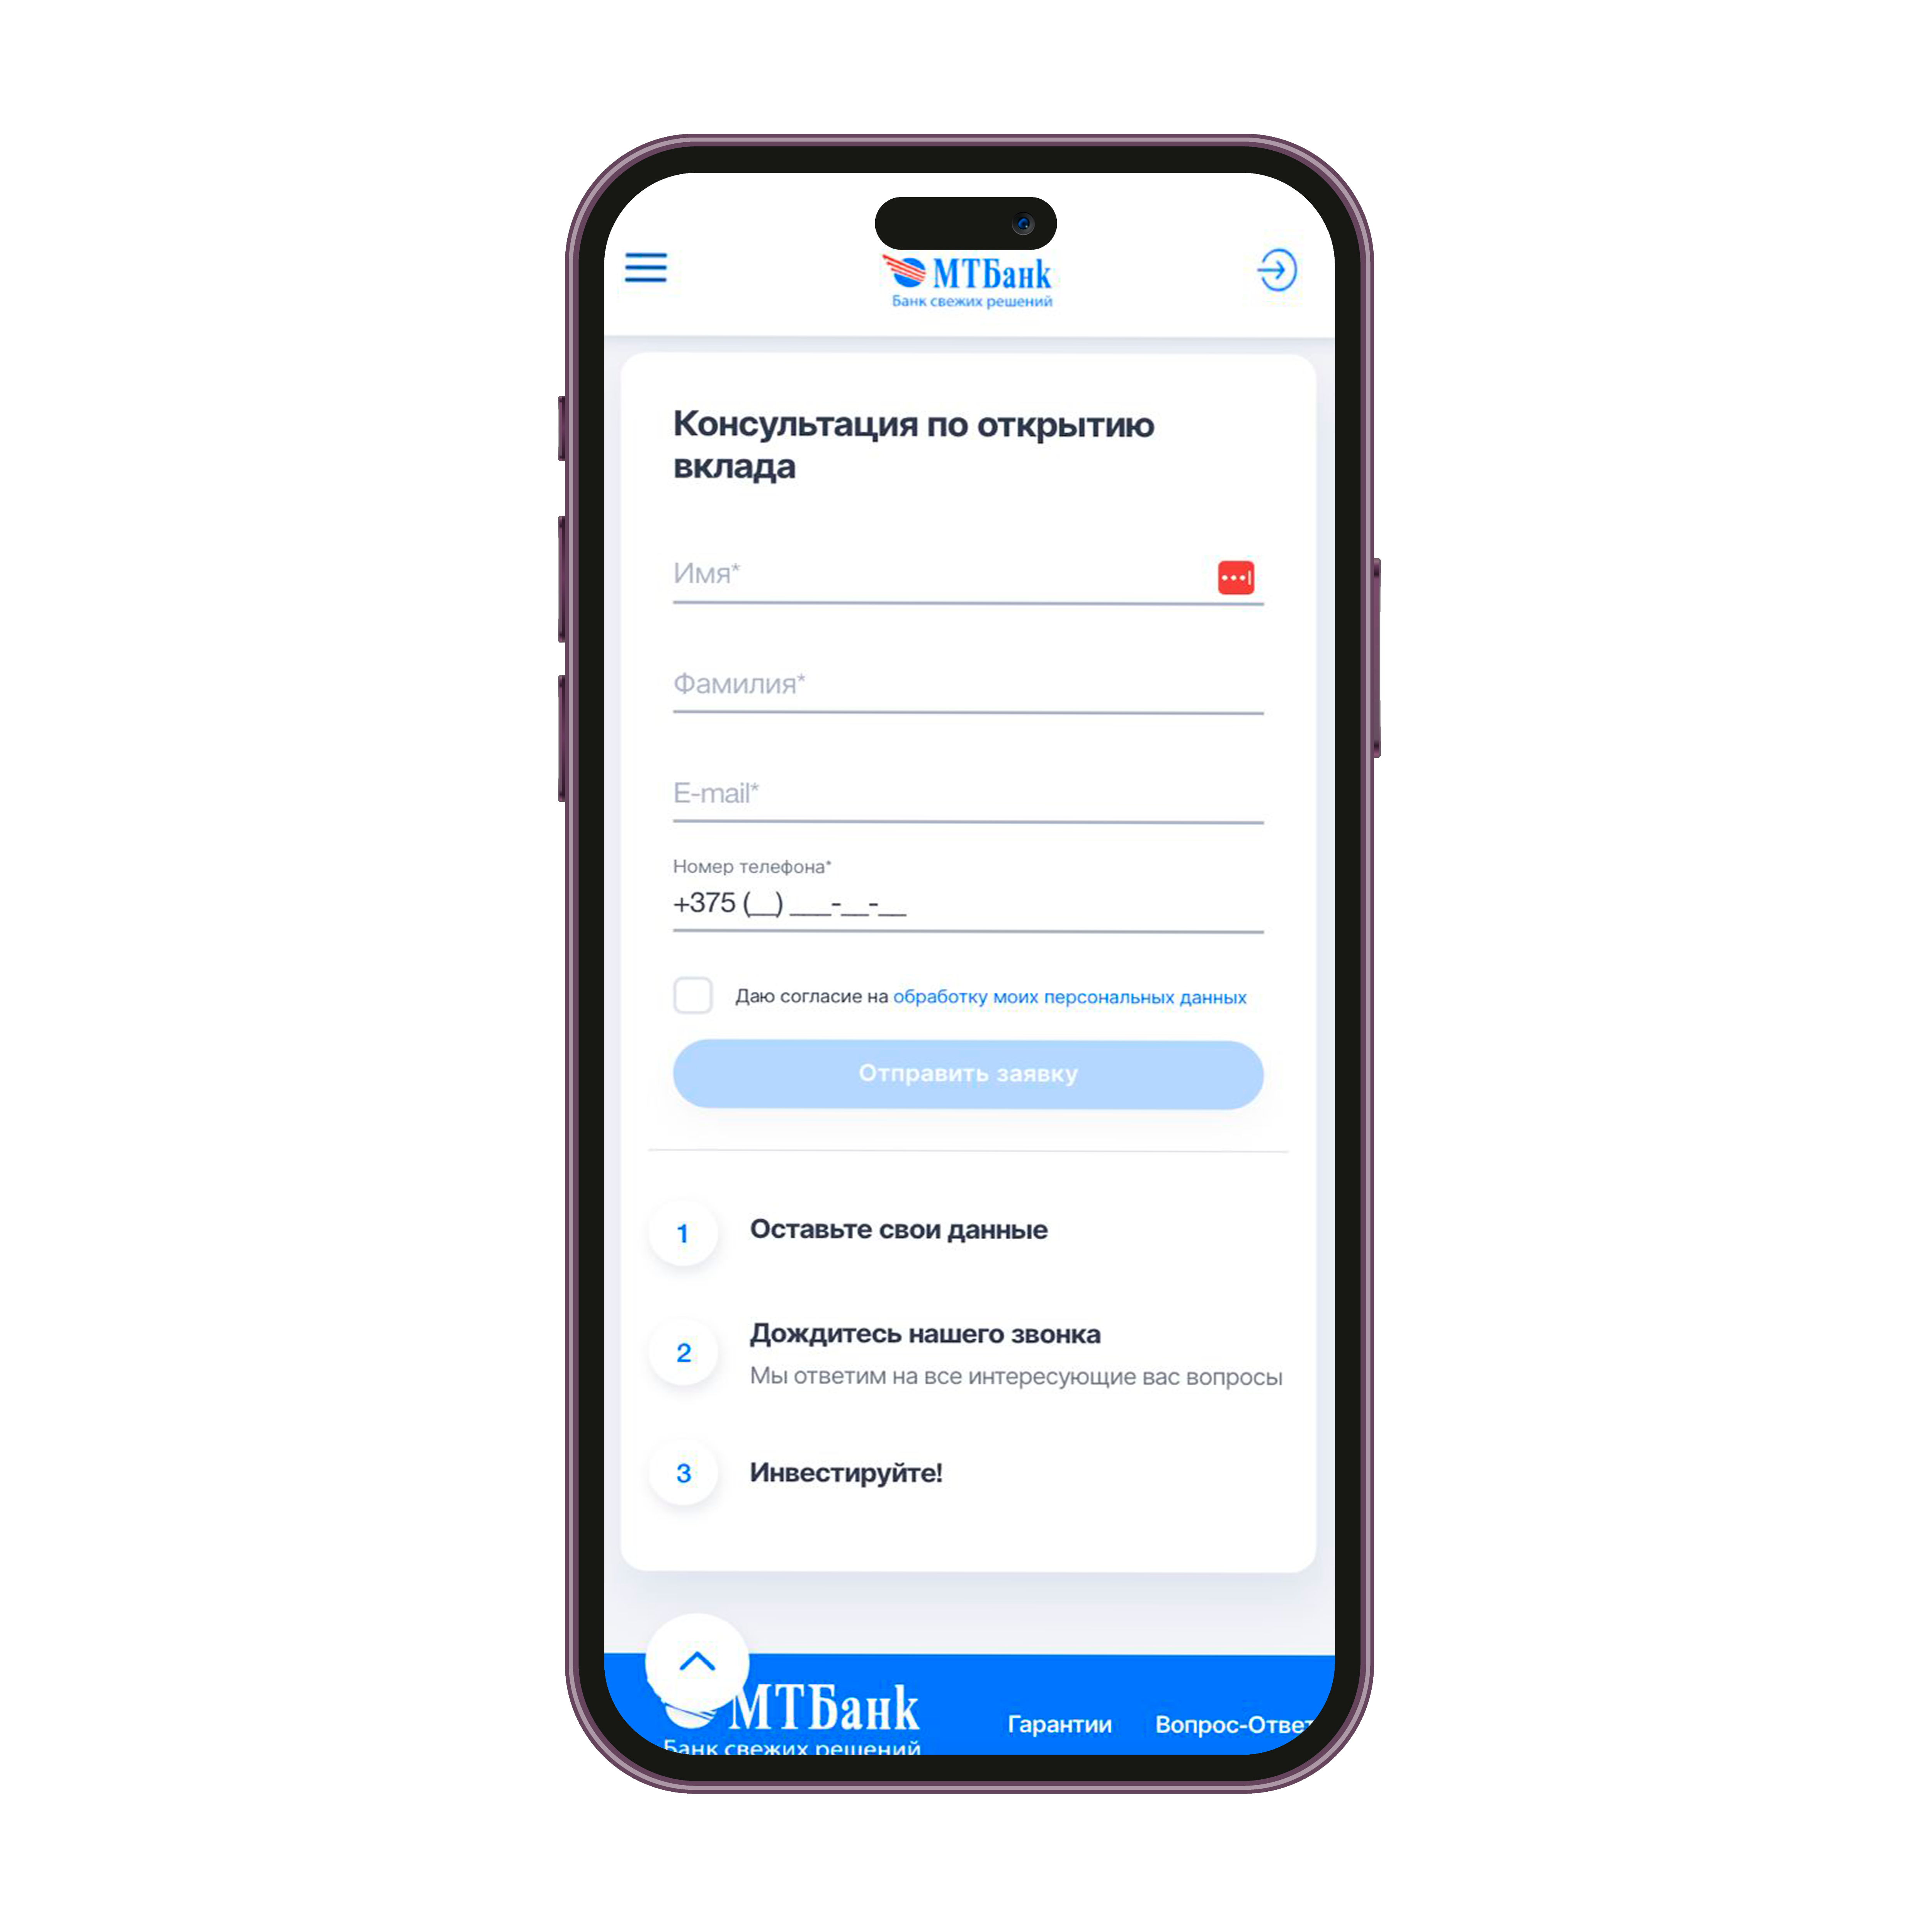 МТБанк
Банк свежих решений
Консультация по открытию
вклада
Имя*
Фамилия*
E-mail*
Номер телефона*
+375 (__) ___-__-__
Даю согласие на обработку моих персональных данных
Отправить заявку
1
Оставьте свои данные
2
Дождитесь нашего звонка
Мы ответим на все интересующие вас вопросы
3
Инвестируйте!
МТБанк
Гарантии
Вопрос-Ответ
Банк свежих решений